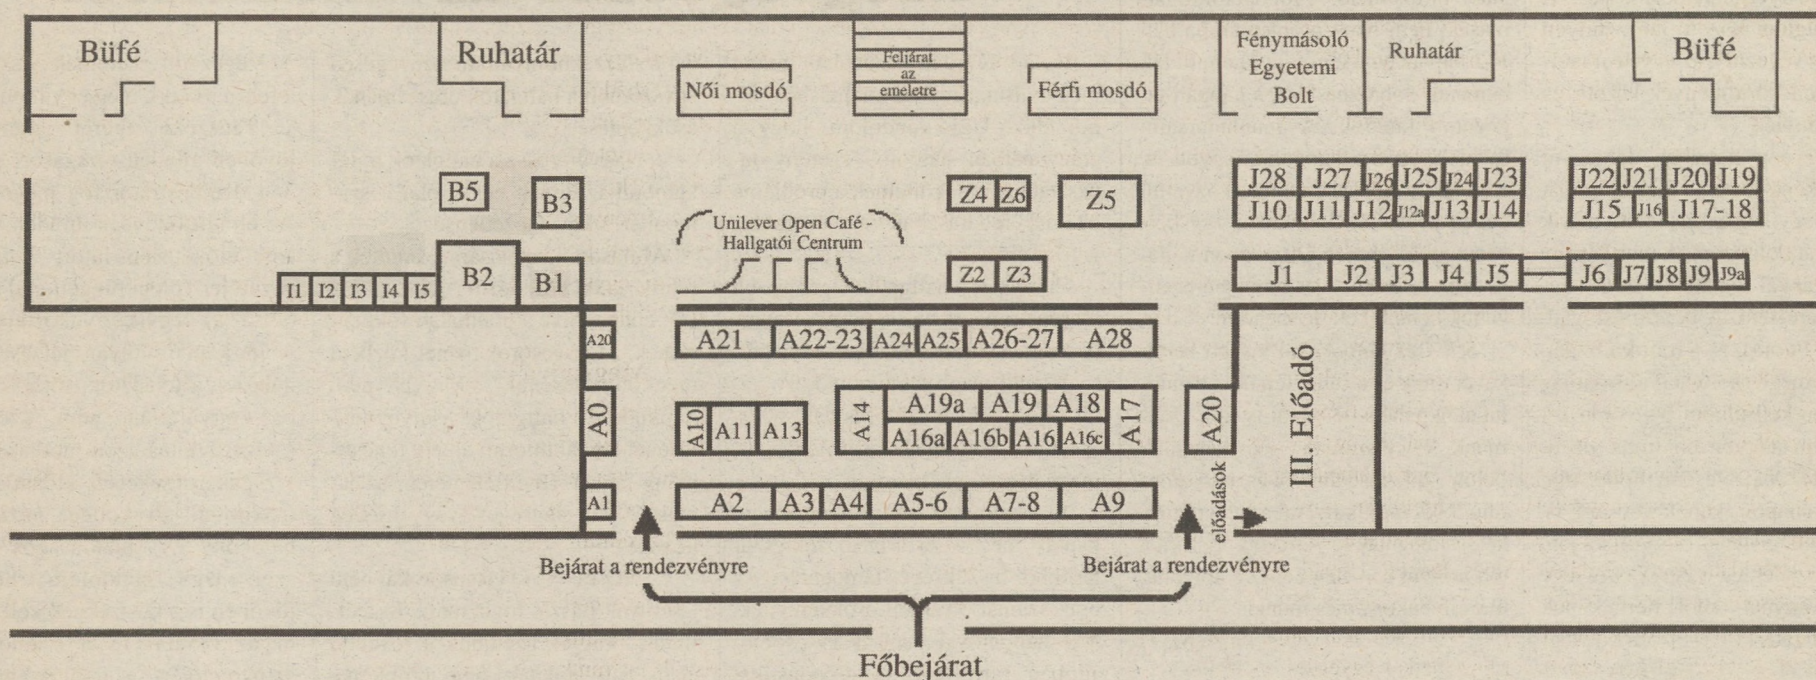 Büfé
Ruhatár
Női mosdó
Feljárat
az
emeletre
Férfi mosdó
Fénymásoló
Egyetemi
Bolt
Ruhatár
Büfé
B5 B3
Z4 Z6 Z5
J28 J27 J26 J25 J24 J23
J10 J11 J12 J12a J13 J14
J22 J21 J20 J19
J15 J16 J17-18
Unilever Open Café -
Hallgatói Centrum
I1 I2 I3 I4 I5
B2 B1
Z2 Z3
J1 J2 J3 J4 J5
J6 J7 J8 J9 J9a
A20
A21 A22-23 A24 A25 A26-27 A28
A0
A10 A11 A13
A14
A19a A19 A18
A16a A16b A16 A16c
A17
A20
III. Előadó
A1
A2 A3 A4 A5-6 A7-8 A9
előadások
Bejárat a rendezvényre
Bejárat a rendezvényre
Főbejárat